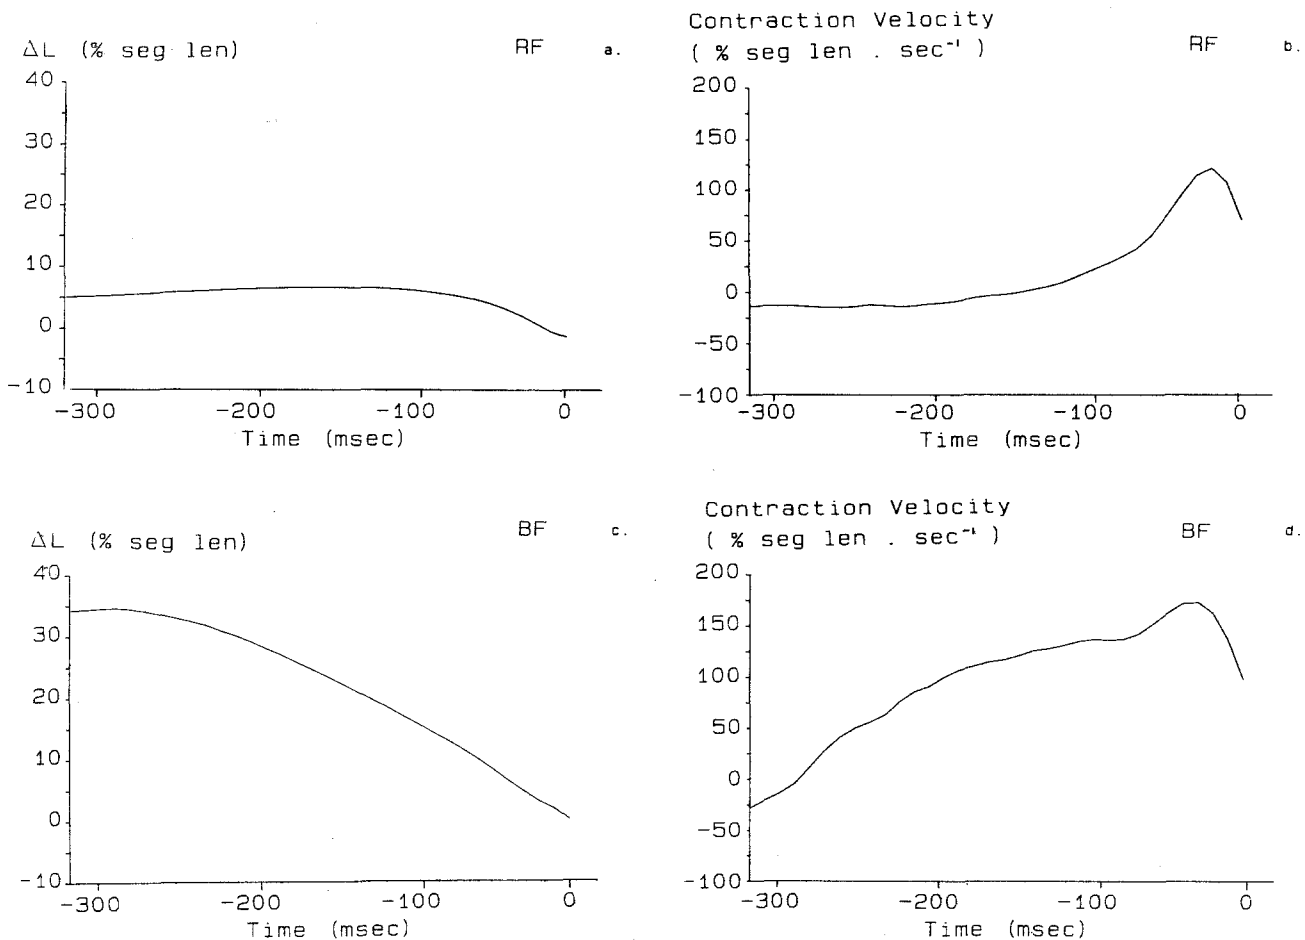 ΔL (% seg len) RF a.
40
30
20
10
0
-10
-300 -200 -100 0
Time (msec)
Contraction Velocity
( % seg len . sec⁻¹ ) RF b.
200
150
100
50
0
-50
-100
-300 -200 -100 0
Time (msec)
ΔL (% seg len) BF c.
40
30
20
10
0
-10
-300 -200 -100 0
Time (msec)
Contraction Velocity
( % seg len . sec⁻¹ ) BF d.
200
150
100
50
0
-50
-100
-300 -200 -100 0
Time (msec)